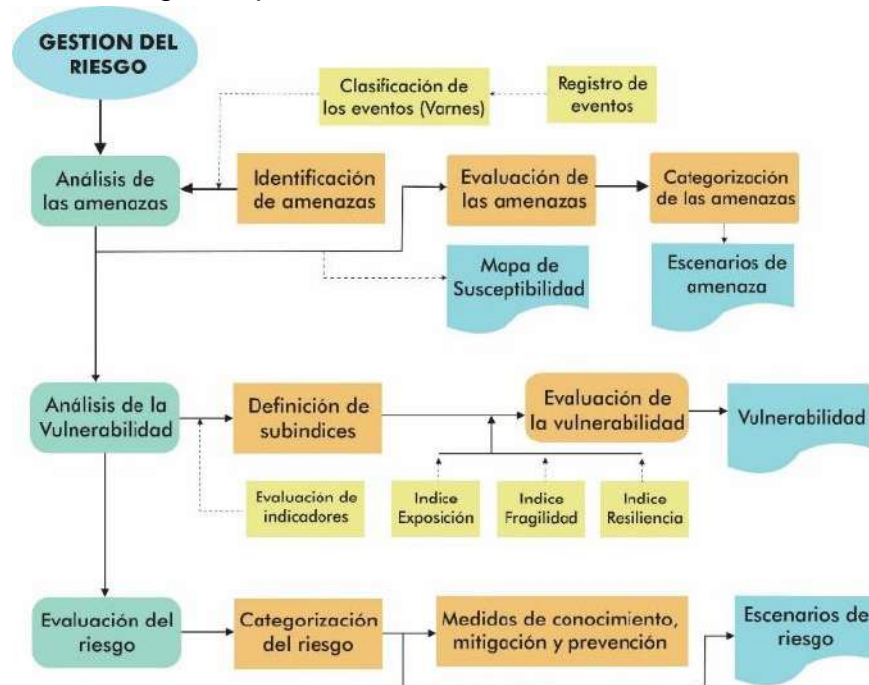 GESTION DEL
RIESGO
Clasificación de
los eventos (Varnes)
Registro de
eventos
Análisis de
las amenazas
Identificación
de amenazas
Evaluación de
las amenazas
Categorización
de las amenazas
Mapa de
Susceptibilidad
Escenarios de
amenaza
Análisis de la
Vulnerabilidad
Definición de
subindices
Evaluación de
la vulnerabilidad
Vulnerabilidad
Evaluación de
indicadores
Indice
Exposición
Indice
Fragilidad
Indice
Resiliencia
Evaluación del
riesgo
Categorización
del riesgo
Medidas de conocimiento,
mitigación y prevención
Escenarios de
riesgo